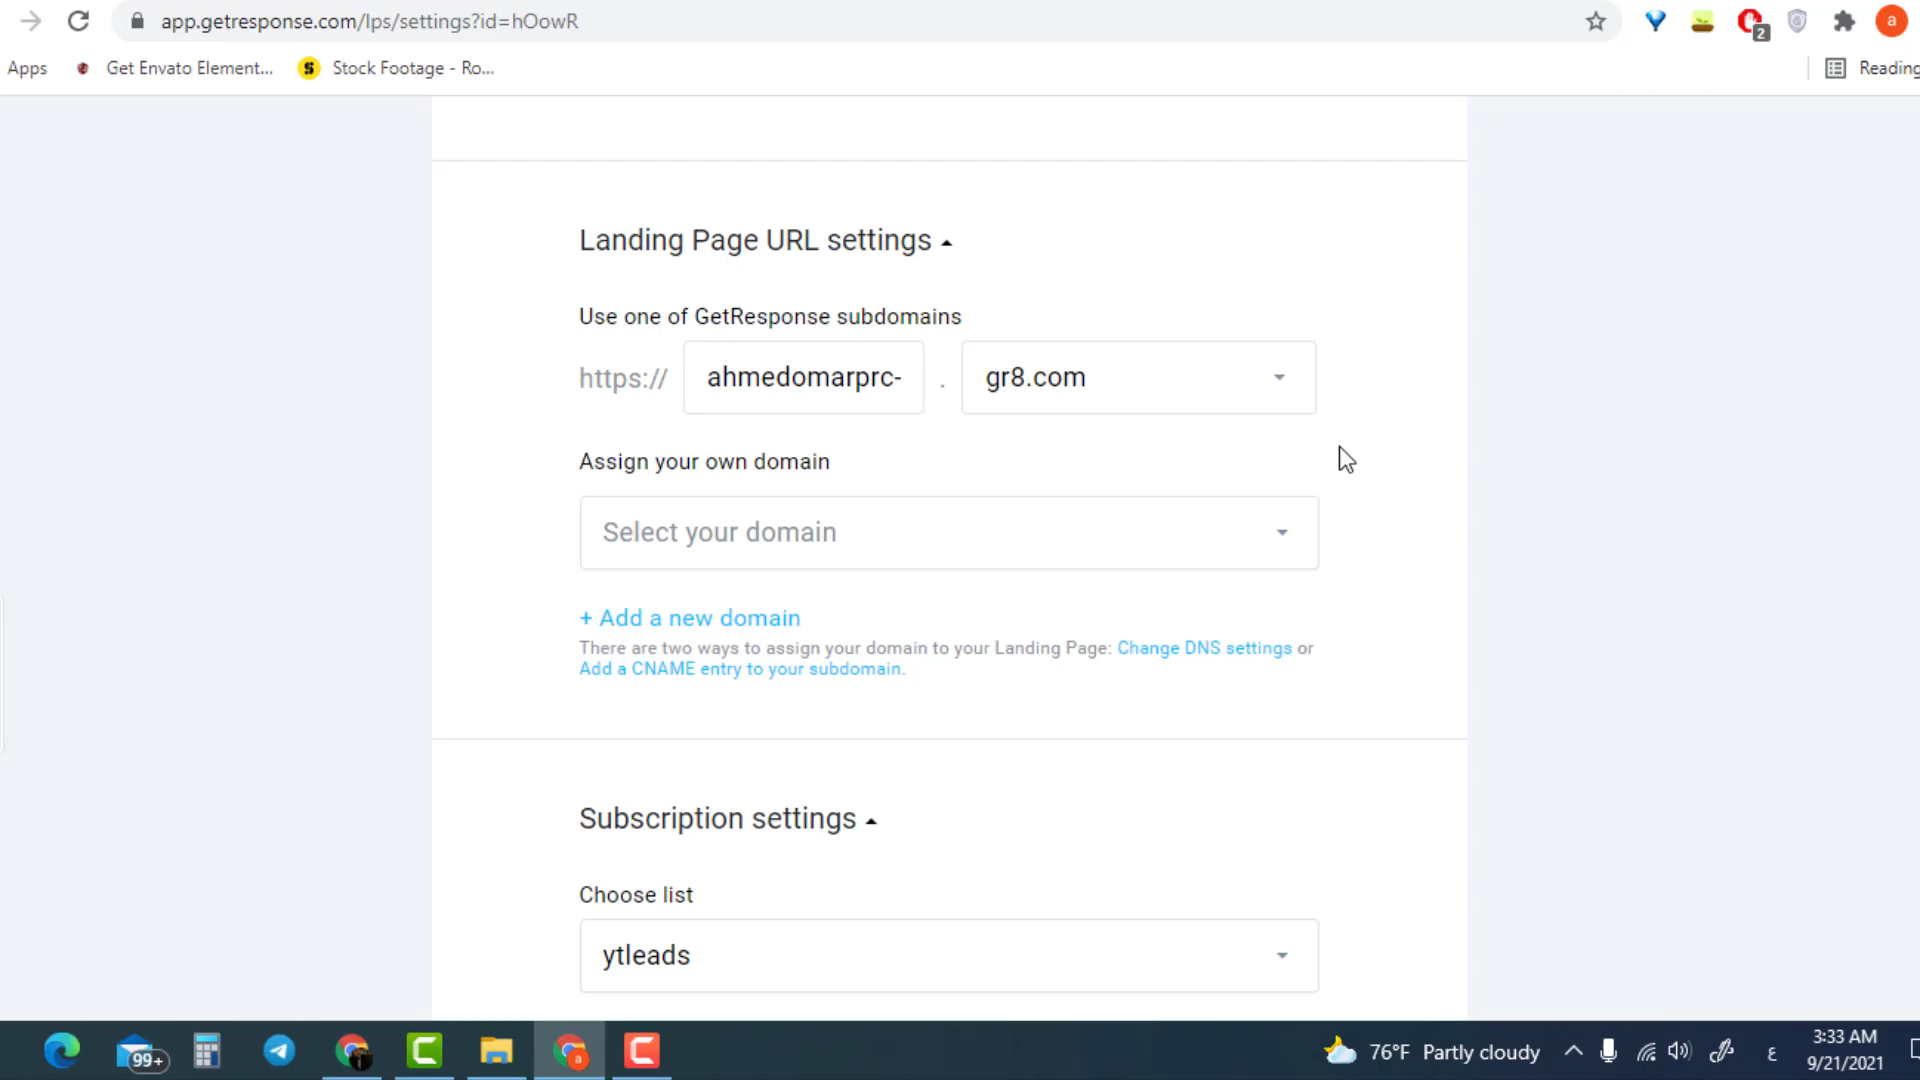 app.getresponse.com/lps/settings?id=hOowR
2
a
Apps
Get Envato Element...
S
Stock Footage - Ro...
Reading
Landing Page URL settings
Use one of GetResponse subdomains
https:// ahmedomarprc- . gr8.com
Assign your own domain
Select your domain
+ Add a new domain
There are two ways to assign your domain to your Landing Page: Change DNS settings or
Add a CNAME entry to your subdomain.
Subscription settings
Choose list
ytleads
99+
a
76°F Partly cloudy
ع
3:33 AM
9/21/2021